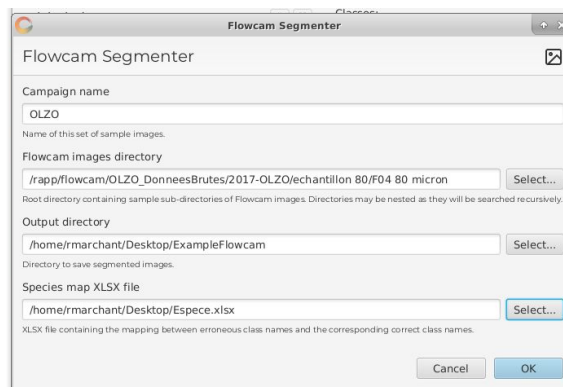 Flowcam Segmenter
Flowcam Segmenter
Campaign name
OLZO
Name of this set of sample images.
Flowcam images directory
/rapp/flowcam/OLZO_DonneesBrutes/2017-OLZO/echantillon 80/F04 80 micron
Select...
Root directory containing sample sub-directories of Flowcam images. Directories may be nested as they will be searched recursively.
Output directory
/home/rmarchant/Desktop/ExampleFlowcam
Select...
Directory to save segmented images.
Species map XLSX file
/home/rmarchant/Desktop/Espece.xlsx
Select...
XLSX file containing the mapping between erroneous class names and the corresponding correct class names.
Cancel
OK